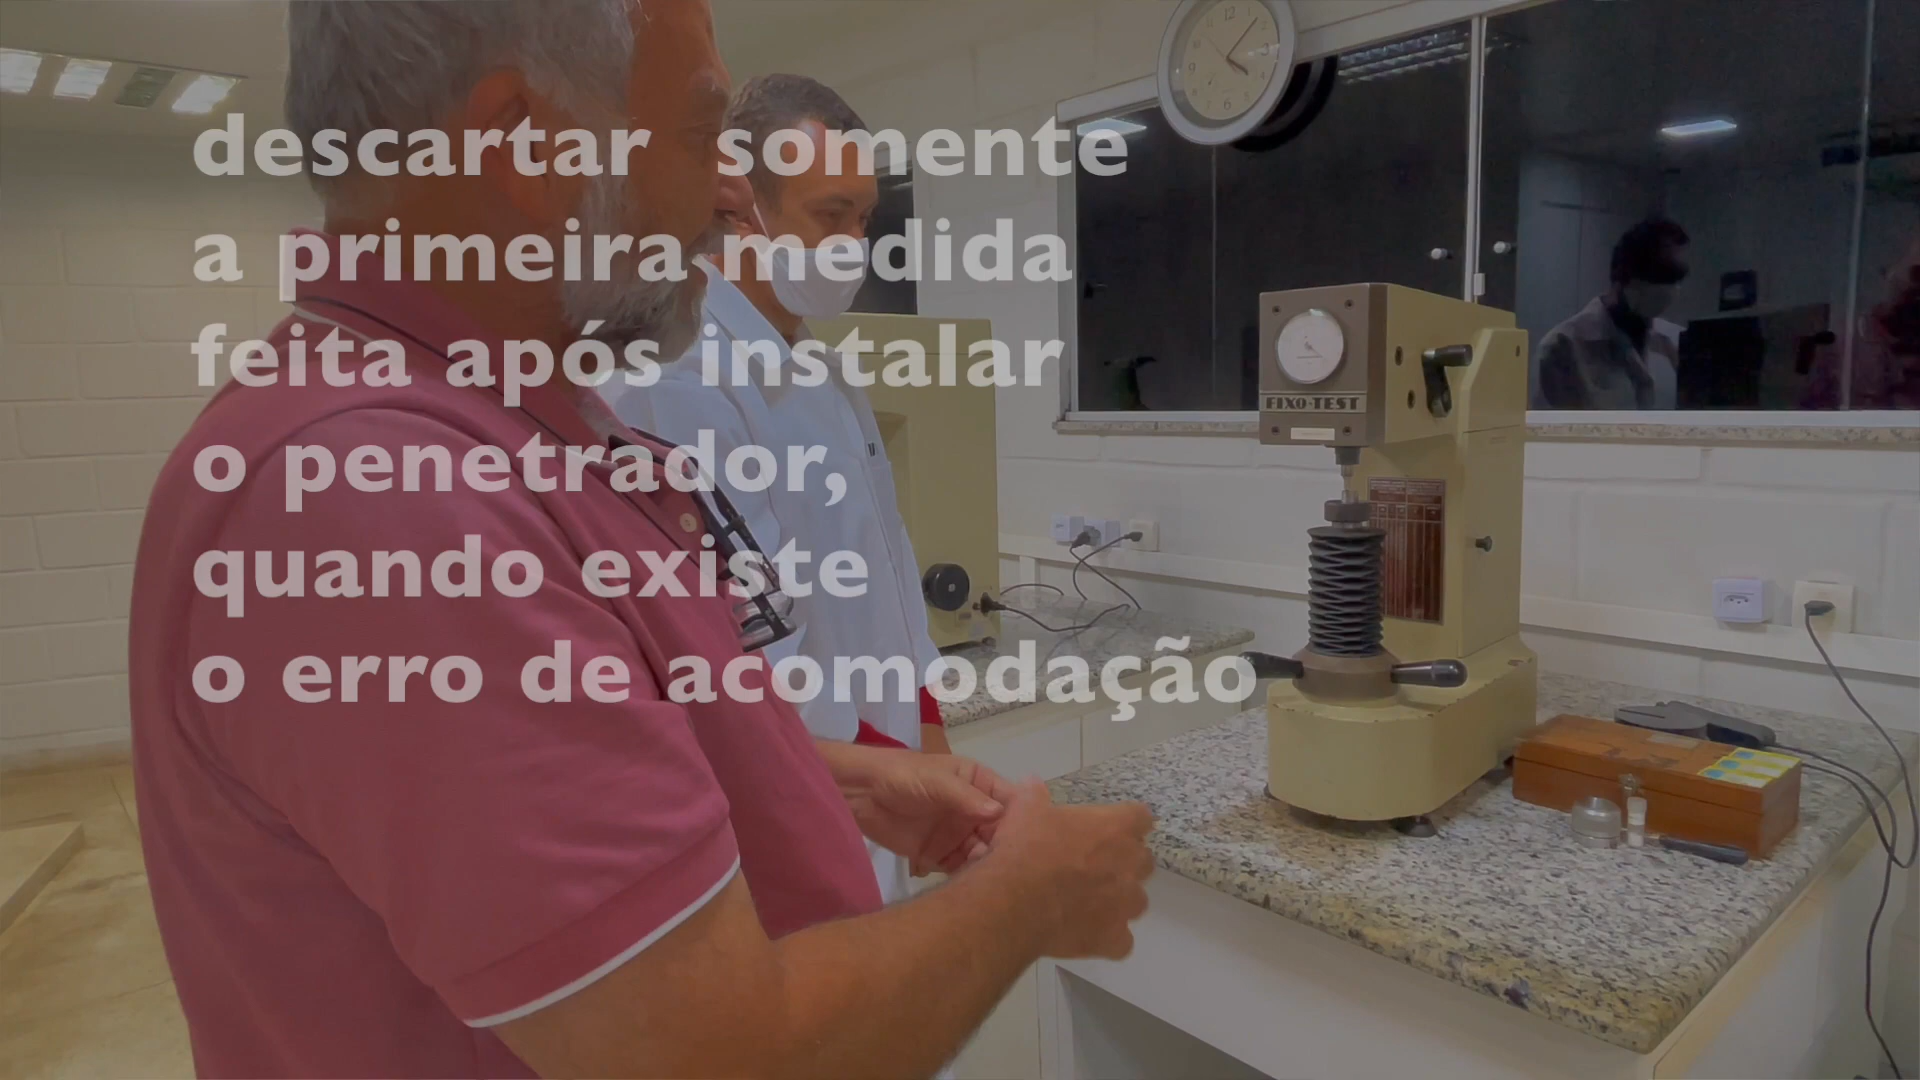 descartar somente
a primeira medida
feita após instalar
o penetrador,
quando existe
o erro de acomodação
FIXO-TEST